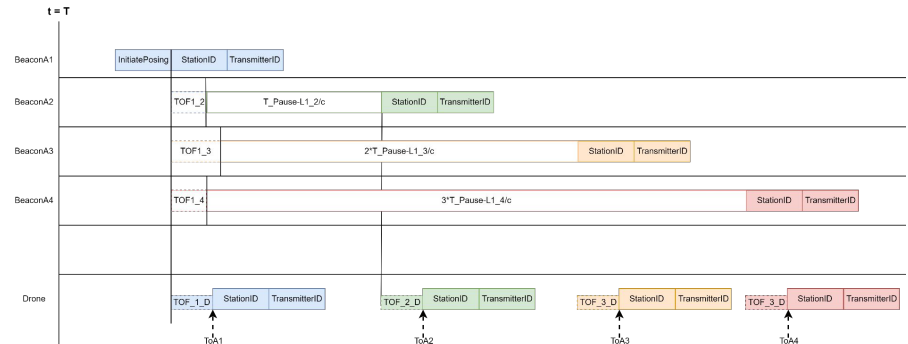 t = T
BeaconA1
InitiatePosing StationID TransmitterID
BeaconA2
TOF1_2 T_Pause-L1_2/c StationID TransmitterID
BeaconA3
TOF1_3 2*T_Pause-L1_3/c StationID TransmitterID
BeaconA4
TOF1_4 3*T_Pause-L1_4/c StationID TransmitterID
Drone
TOF_1_D StationID TransmitterID TOF_2_D StationID TransmitterID TOF_3_D StationID TransmitterID TOF_3_D StationID TransmitterID
ToA1 ToA2 ToA3 ToA4